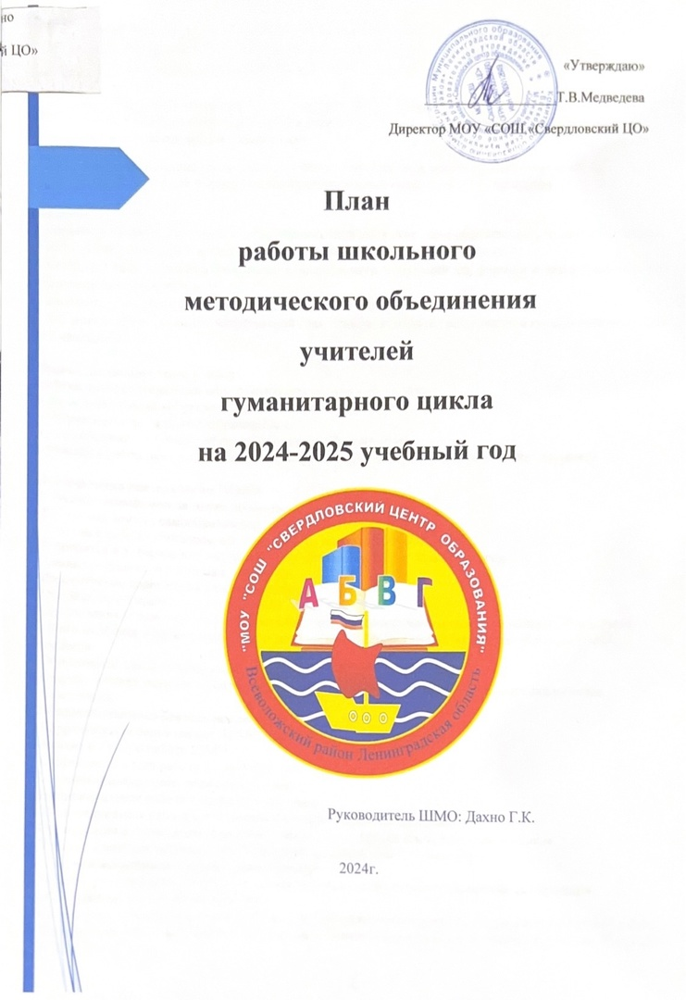 но
й ЦО»
«Утверждаю»
Т.В.Медведева
Директор МОУ «СОШ«Свердловский ЦО»
План
работы школьного
методического объединения
учителей
гуманитарного цикла
на 2024-2025 учебный год
"МОУ "СОШ "СВЕРДЛОВСКИЙ ЦЕНТР ОБРАЗОВАНИЯ"
А Б В Г
Всеволожский район Ленинградская область
Руководитель ШМО: Дахно Г.К.
2024г.